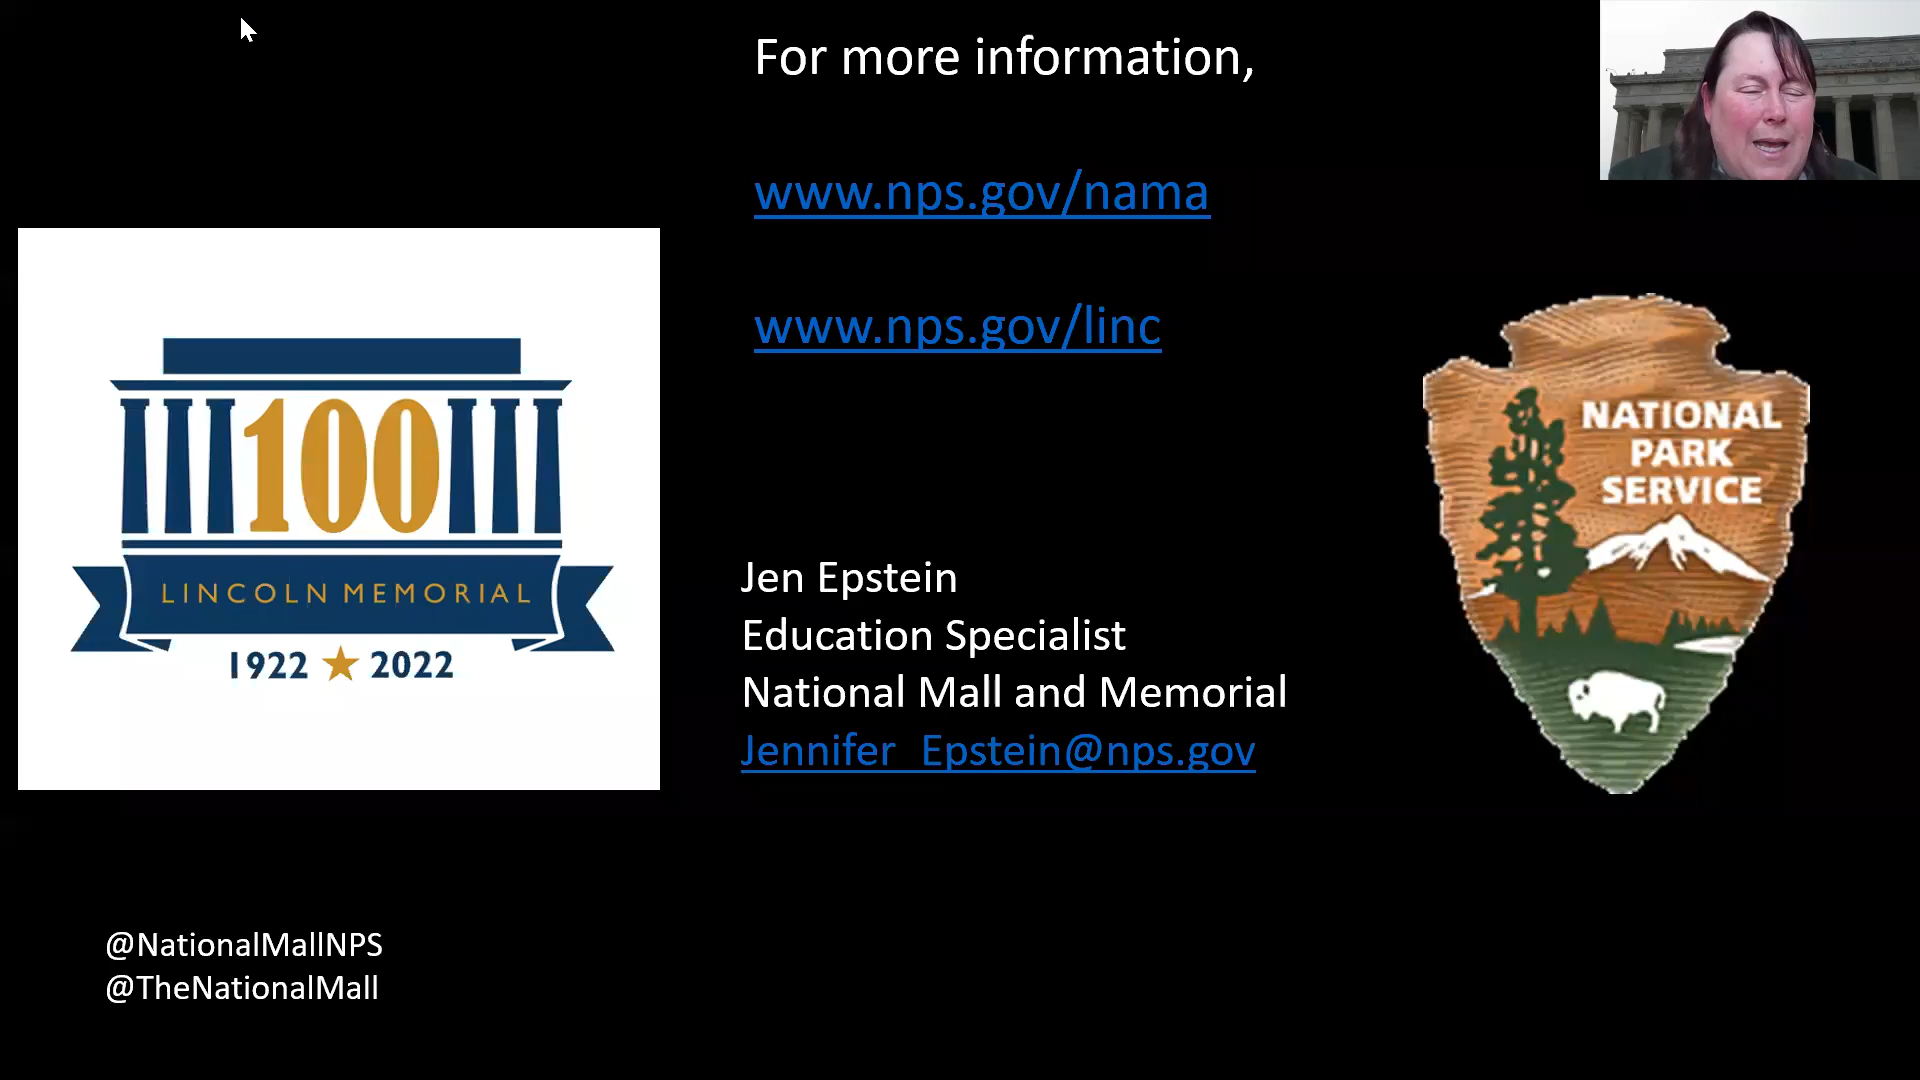 For more information,
www.nps.gov/nama
www.nps.gov/linc
100
LINCOLN MEMORIAL
1922 ★ 2022
NATIONAL
PARK
SERVICE
Jen Epstein
Education Specialist
National Mall and Memorial
Jennifer_Epstein@nps.gov
@NationalMallNPS
@TheNationalMall